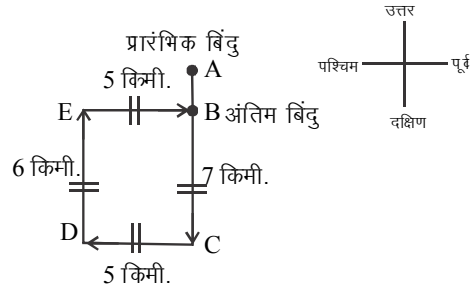 उत्तर
प्रारंभिक बिंदु
A
पश्चिम
पूर्व
5 किमी.
E
B अंतिम बिंदु
दक्षिण
6 किमी.
7 किमी.
D
C
5 किमी.